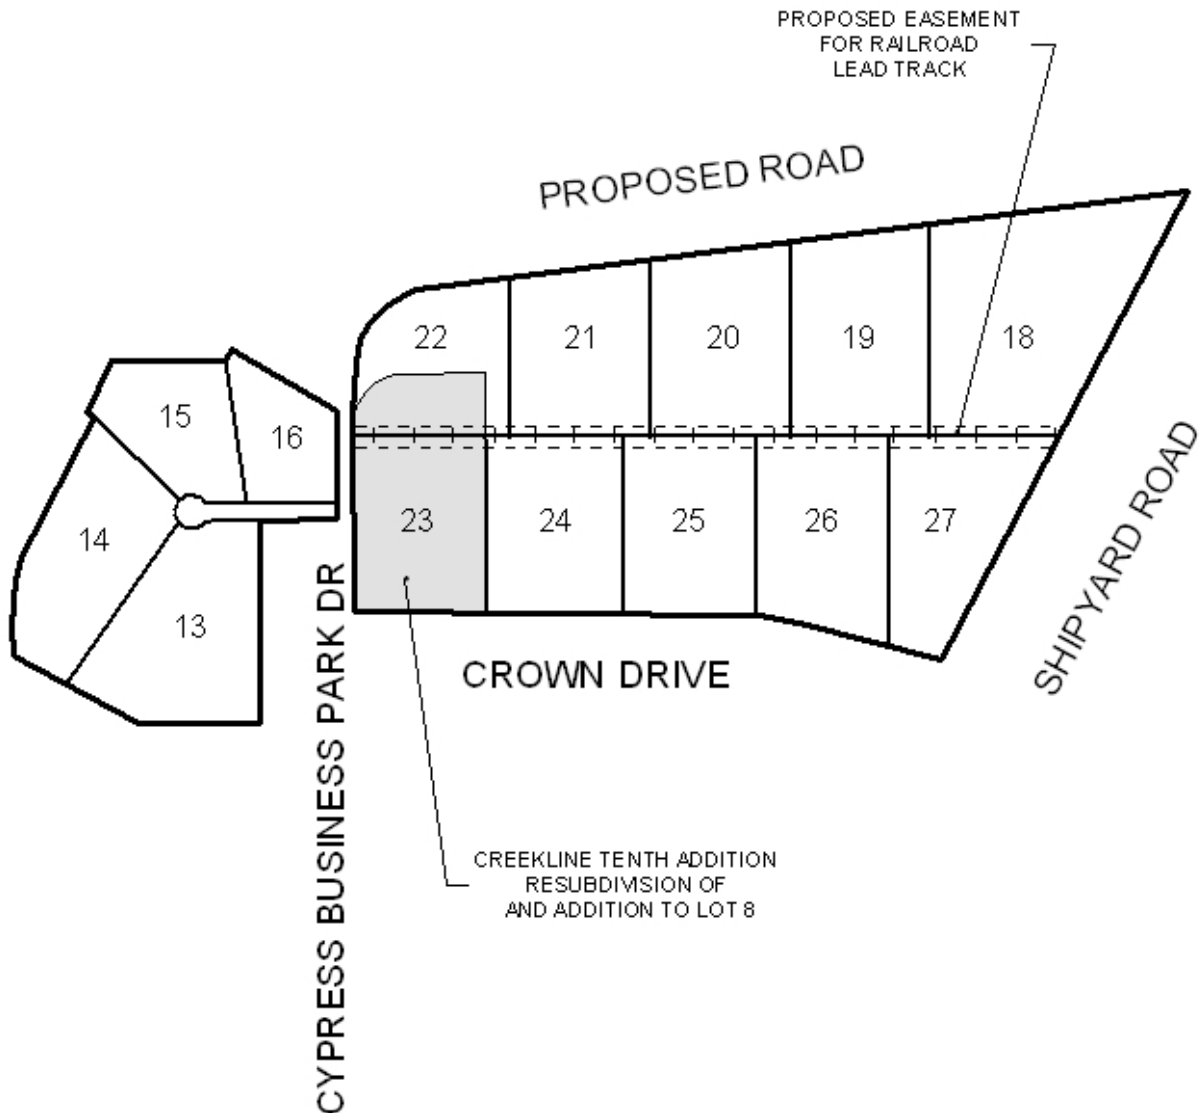 PROPOSED EASEMENT
FOR RAILROAD
LEAD TRACK
PROPOSED ROAD
22
21
20
19
18
15
16
14
13
23
24
25
26
27
SHIPYARD ROAD
CROWN DRIVE
CYPRESS BUSINESS PARK DR
CREEKLINE TENTH ADDITION
RESUBDIVISION OF
AND ADDITION TO LOT 8